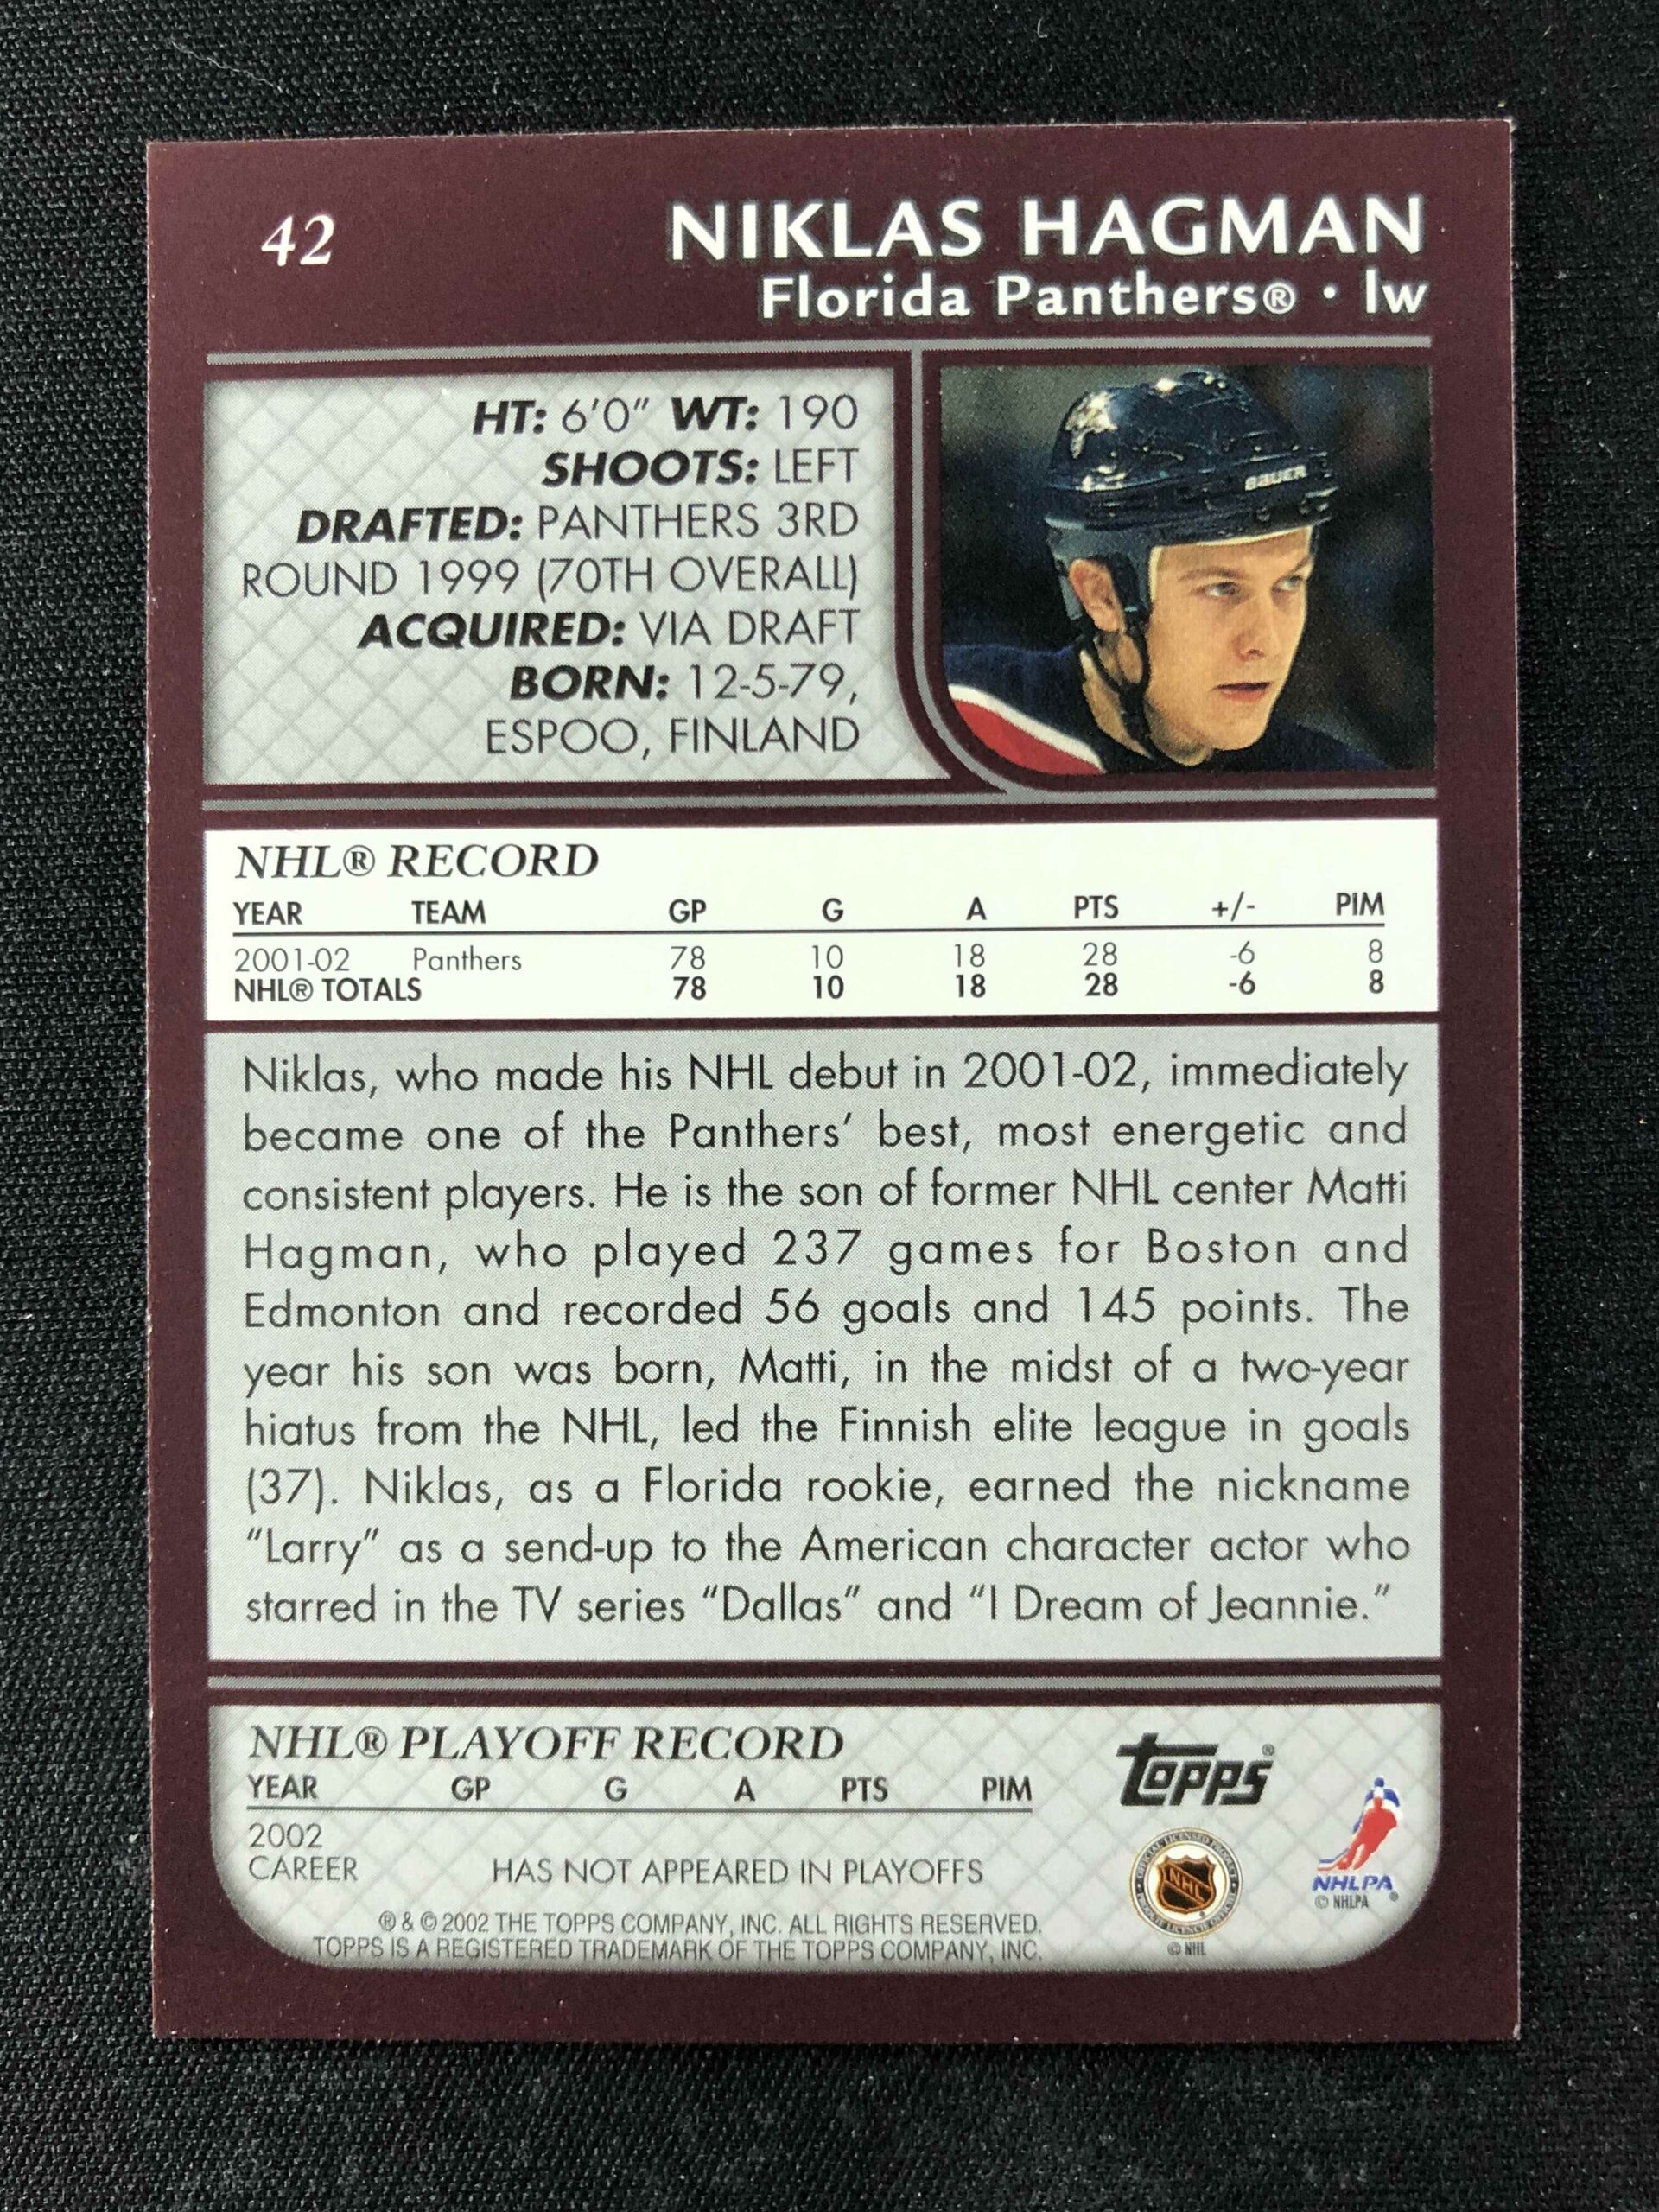 42
NIKLAS HAGMAN
Florida Panthers® • lw
HT: 6'0" WT: 190
SHOOTS: LEFT
DRAFTED: PANTHERS 3RD
ROUND 1999 (70TH OVERALL)
ACQUIRED: VIA DRAFT
BORN: 12-5-79,
ESPOO, FINLAND
BAUER
NHL® RECORD
YEAR TEAM GP G A PTS +/- PIM
2001-02 Panthers 78 10 18 28 -6 8
NHL® TOTALS 78 10 18 28 -6 8
Niklas, who made his NHL debut in 2001-02, immediately
became one of the Panthers' best, most energetic and
consistent players. He is the son of former NHL center Matti
Hagman, who played 237 games for Boston and
Edmonton and recorded 56 goals and 145 points. The
year his son was born, Matti, in the midst of a two-year
hiatus from the NHL, led the Finnish elite league in goals
(37). Niklas, as a Florida rookie, earned the nickname
"Larry" as a send-up to the American character actor who
starred in the TV series "Dallas" and "I Dream of Jeannie."
NHL® PLAYOFF RECORD
YEAR GP G A PTS PIM
2002
CAREER HAS NOT APPEARED IN PLAYOFFS
® & © 2002 THE TOPPS COMPANY, INC. ALL RIGHTS RESERVED.
TOPPS IS A REGISTERED TRADEMARK OF THE TOPPS COMPANY, INC.
Topps®
NHL
© NHL
NHLPA®
© NHLPA